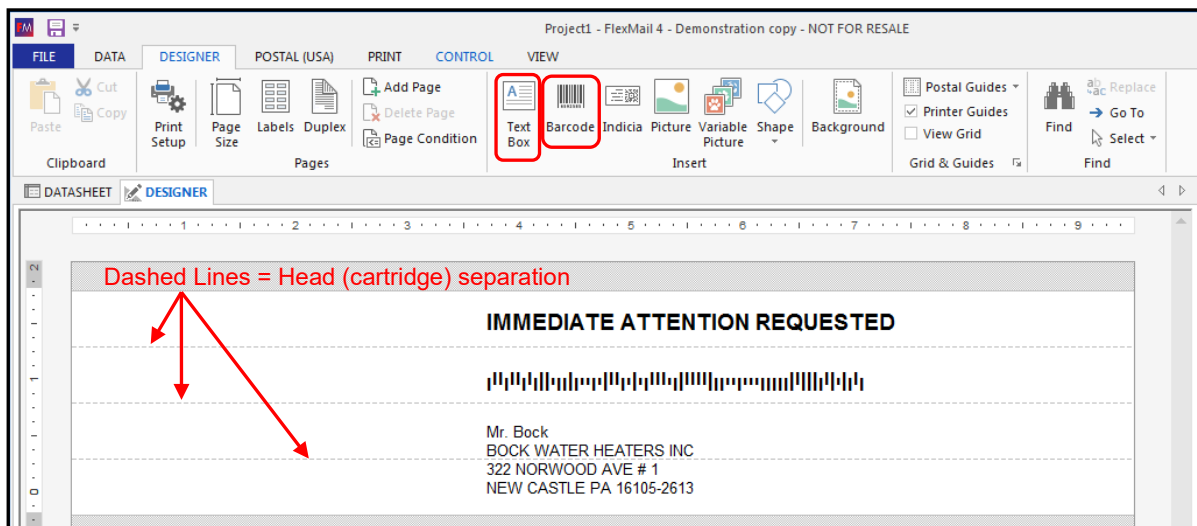 FM
Project1 - FlexMail 4 - Demonstration copy - NOT FOR RESALE
FILE DATA DESIGNER POSTAL (USA) PRINT CONTROL VIEW
Paste
Cut
Copy
Clipboard
Print Setup
Page Size
Labels
Duplex
Add Page
Delete Page
Page Condition
Pages
Text Box
Barcode
Indicia
Picture
Variable Picture
Shape
Background
Insert
Postal Guides
Printer Guides
View Grid
Grid & Guides
Find
Replace
Go To
Select
Find
DATASHEET DESIGNER
1 2 3 4 5 6 7 8 9
2
1
0
Dashed Lines = Head (cartridge) separation
IMMEDIATE ATTENTION REQUESTED
Mr. Bock
BOCK WATER HEATERS INC
322 NORWOOD AVE # 1
NEW CASTLE PA 16105-2613